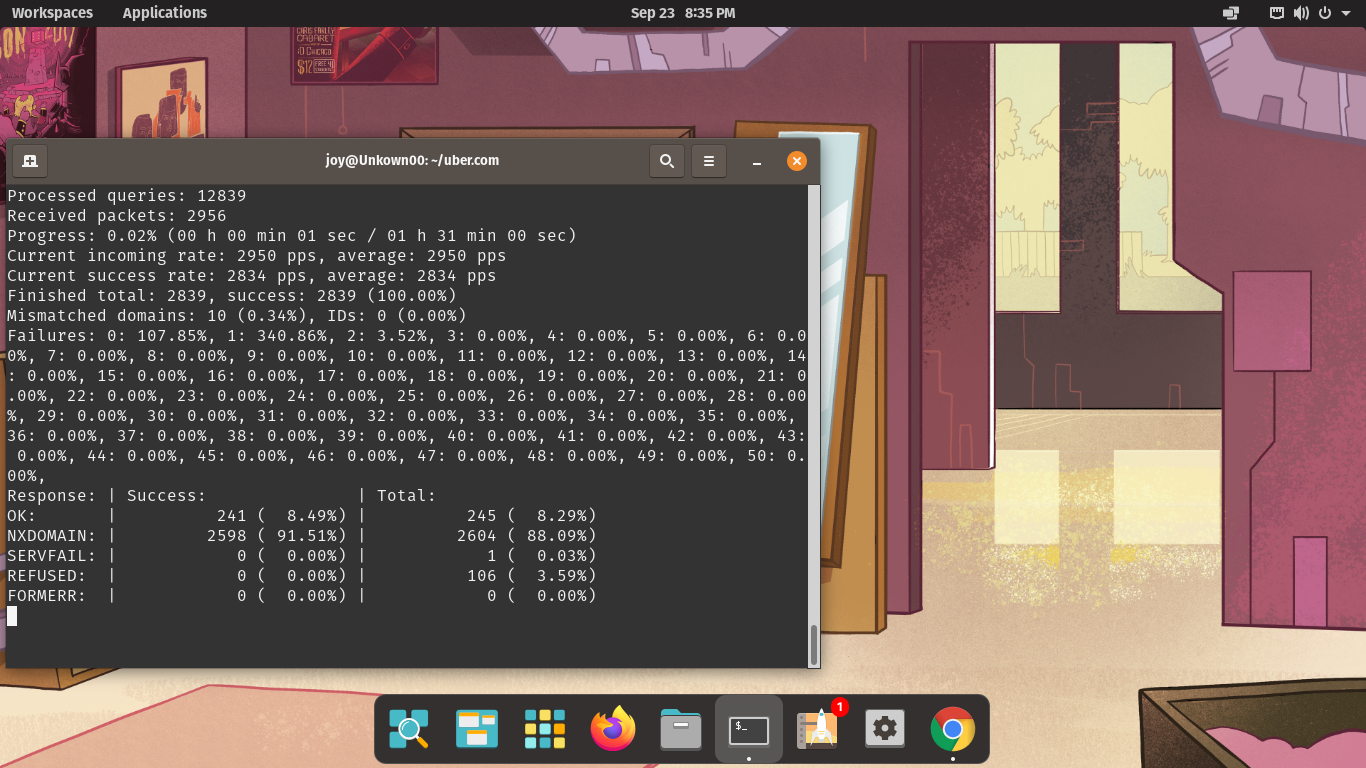 Workspaces Applications Sep 23 8:35 PM
CABARET
iO CHICAGO
$12
joy@Unkown00: ~/uber.com
Processed queries: 12839
Received packets: 2956
Progress: 0.02% (00 h 00 min 01 sec / 01 h 31 min 00 sec)
Current incoming rate: 2950 pps, average: 2950 pps
Current success rate: 2834 pps, average: 2834 pps
Finished total: 2839, success: 2839 (100.00%)
Mismatched domains: 10 (0.34%), IDs: 0 (0.00%)
Failures: 0: 107.85%, 1: 340.86%, 2: 3.52%, 3: 0.00%, 4: 0.00%, 5: 0.00%, 6: 0.0
0%, 7: 0.00%, 8: 0.00%, 9: 0.00%, 10: 0.00%, 11: 0.00%, 12: 0.00%, 13: 0.00%, 14
: 0.00%, 15: 0.00%, 16: 0.00%, 17: 0.00%, 18: 0.00%, 19: 0.00%, 20: 0.00%, 21: 0
.00%, 22: 0.00%, 23: 0.00%, 24: 0.00%, 25: 0.00%, 26: 0.00%, 27: 0.00%, 28: 0.00
%, 29: 0.00%, 30: 0.00%, 31: 0.00%, 32: 0.00%, 33: 0.00%, 34: 0.00%, 35: 0.00%,
36: 0.00%, 37: 0.00%, 38: 0.00%, 39: 0.00%, 40: 0.00%, 41: 0.00%, 42: 0.00%, 43:
 0.00%, 44: 0.00%, 45: 0.00%, 46: 0.00%, 47: 0.00%, 48: 0.00%, 49: 0.00%, 50: 0.
00%,
Response: | Success: | Total:
OK: | 241 ( 8.49%) | 245 ( 8.29%)
NXDOMAIN: | 2598 ( 91.51%) | 2604 ( 88.09%)
SERVFAIL: | 0 ( 0.00%) | 1 ( 0.03%)
REFUSED: | 0 ( 0.00%) | 106 ( 3.59%)
FORMERR: | 0 ( 0.00%) | 0 ( 0.00%)
$_
1